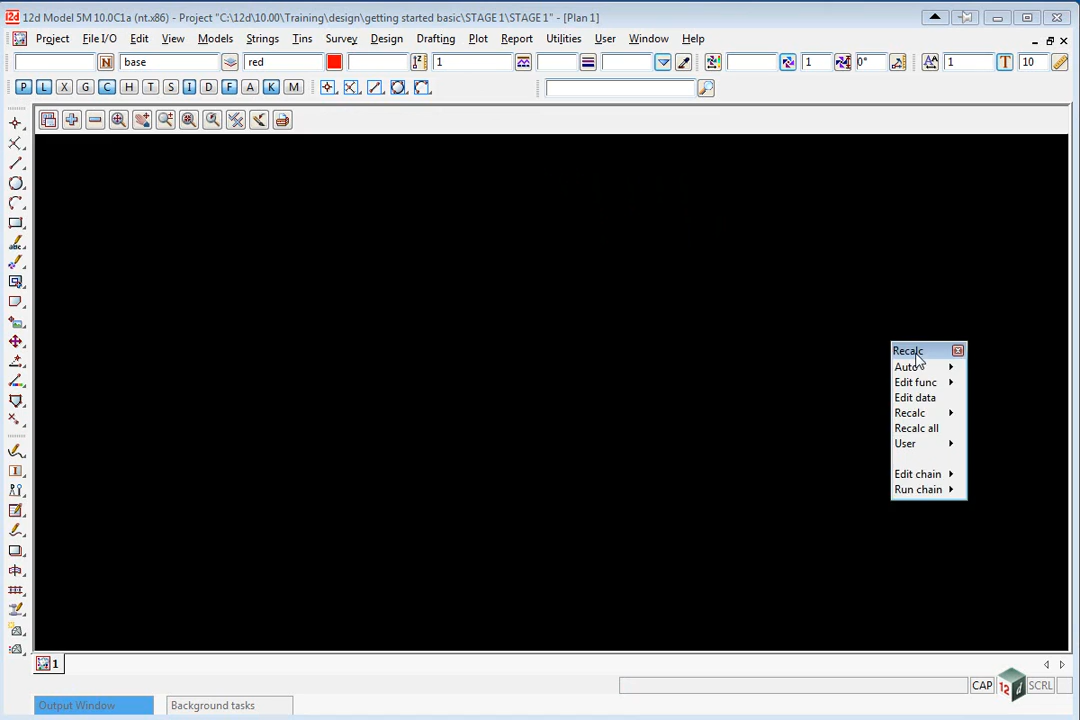 12d Model 5M 10.0C1a (nt.x86) - Project "C:\12d\10.00\Training\design\getting started basic\STAGE 1\STAGE 1" - [Plan 1]
Project File I/O Edit View Models Strings Tins Survey Design Drafting Plot Report Utilities User Window Help
N base red 1 1 0° 1 T 10
P L X G C H T S I D F A K M
Recalc
Auto
Edit func
Edit data
Recalc
Recalc all
User
Edit chain
Run chain
1
CAP 12d SCRL
Output Window Background tasks